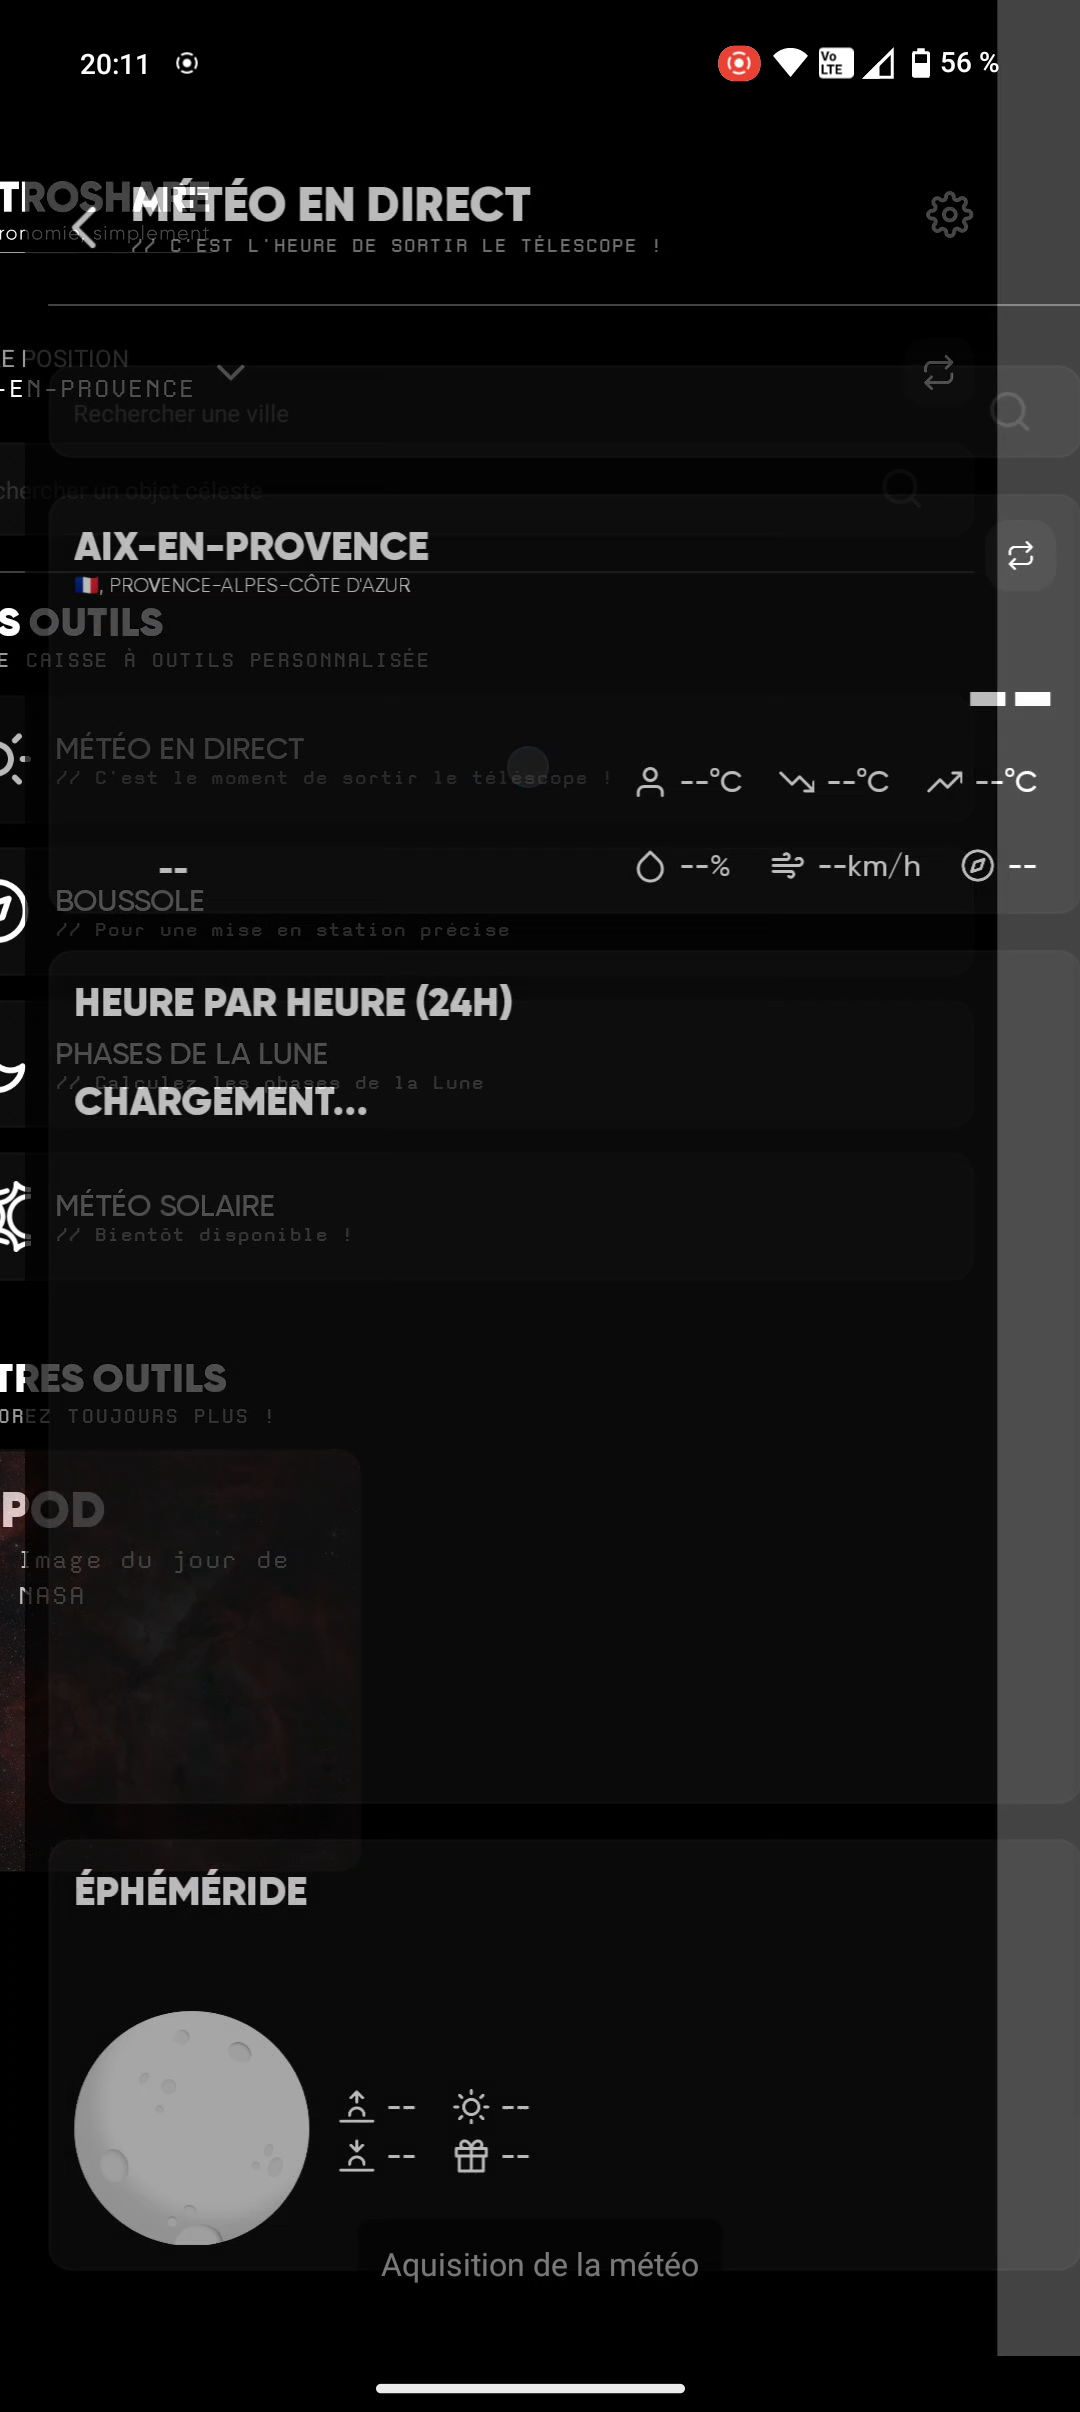 20:11
Vo LTE
56 %
TROSHARE
MÉTÉO EN DIRECT
ronomie, simplement
// C'EST L'HEURE DE SORTIR LE TÉLESCOPE !
E POSITION
-EN-PROVENCE
Rechercher une ville
chercher un objet céleste
AIX-EN-PROVENCE
🇫🇷, PROVENCE-ALPES-CÔTE D'AZUR
S OUTILS
E CAISSE À OUTILS PERSONNALISÉE
--
MÉTÉO EN DIRECT
// C'est le moment de sortir le télescope !
--°C --°C --°C
--
--% --km/h --
BOUSSOLE
// Pour une mise en station précise
HEURE PAR HEURE (24H)
PHASES DE LA LUNE
// Calculez les phases de la Lune
CHARGEMENT...
MÉTÉO SOLAIRE
// Bientôt disponible !
TRES OUTILS
OREZ TOUJOURS PLUS !
POD
Image du jour de
NASA
ÉPHÉMÉRIDE
-- --
-- --
Aquisition de la météo